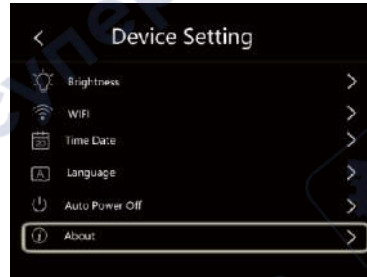 Device Setting
Brightness
WIFI
Time Date
Language
Auto Power Off
About